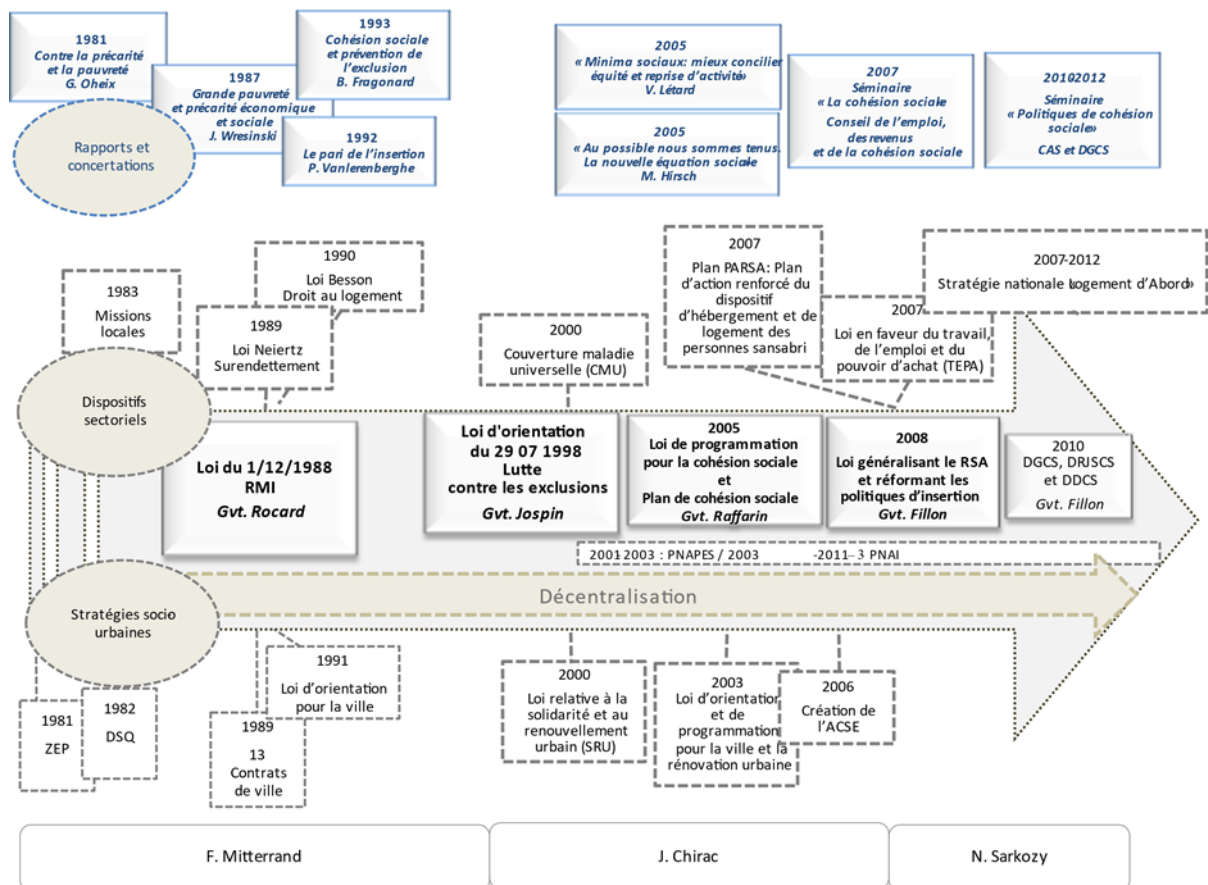 1981
Contre la précarité
et la pauvreté
G. Oheix
1987
Grande pauvreté
et précarité économique
et sociale
J. Wresinski
1993
Cohésion sociale
et prévention de
l'exclusion
B. Fragonard
1992
Le pari de l'insertion
P. Vanlerenberghe
2005
« Minima sociaux: mieux concilier
équité et reprise d'activité»
V. Létard
2005
« Au possible nous sommes tenus.
La nouvelle équation sociale»
M. Hirsch
2007
Séminaire
« La cohésion sociale
Conseil de l'emploi,
des revenus
et de la cohésion sociale
20102012
Séminaire
« Politiques de cohésion
sociale»
CAS et DGCS
Rapports et
concertations
1983
Missions
locales
1990
Loi Besson
Droit au logement
1989
Loi Neiertz
Surendettement
2000
Couverture maladie
universelle (CMU)
2007
Plan PARSA: Plan
d'action renforcé du
dispositif
d'hébergement et de
logement des
personnes sansabri
2007
Loi en faveur du travail,
de l'emploi et du
pouvoir d'achat (TEPA)
2007-2012
Stratégie nationale «Logement d'Abord»
Dispositifs
sectoriels
Loi du 1/12/1988
RMI
Gvt. Rocard
Loi d'orientation
du 29 07 1998
Lutte
contre les exclusions
Gvt. Jospin
2005
Loi de programmation
pour la cohésion sociale
et
Plan de cohésion sociale
Gvt. Raffarin
2008
Loi généralisant le RSA
et réformant les
politiques d'insertion
Gvt. Fillon
2010
DGCS, DRJSCS
et DDCS
Gvt. Fillon
2001-2003 : PNAPES / 2003 -2011– 3 PNAI
Décentralisation
Stratégies socio
urbaines
1981
ZEP
1982
DSQ
1989
13
Contrats
de ville
1991
Loi d'orientation
pour la ville
2000
Loi relative à la
solidarité et au
renouvellement
urbain (SRU)
2003
Loi d'orientation
et de
programmation
pour la ville et la
rénovation urbaine
2006
Création de
l'ACSE
F. Mitterrand
J. Chirac
N. Sarkozy